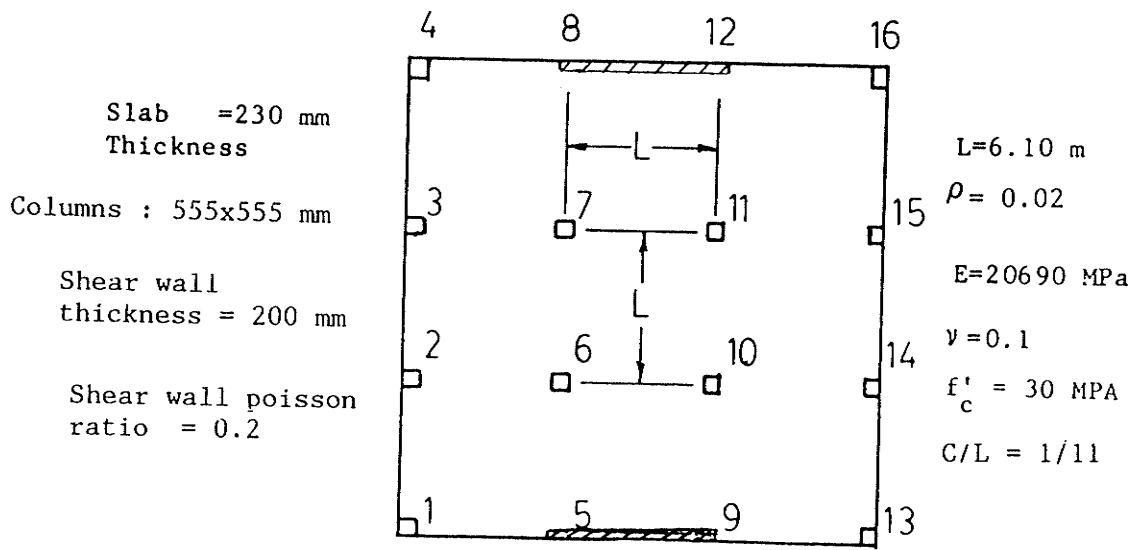 4 8 12 16
Slab =230 mm
Thickness
L
L=6.10 m
ρ = 0.02
Columns : 555x555 mm
3 7 11 15
Shear wall
thickness = 200 mm
L
E=20690 MPa
ν =0.1
2 6 10 14
f'c = 30 MPA
Shear wall poisson
ratio = 0.2
C/L = 1/11
1 5 9 13